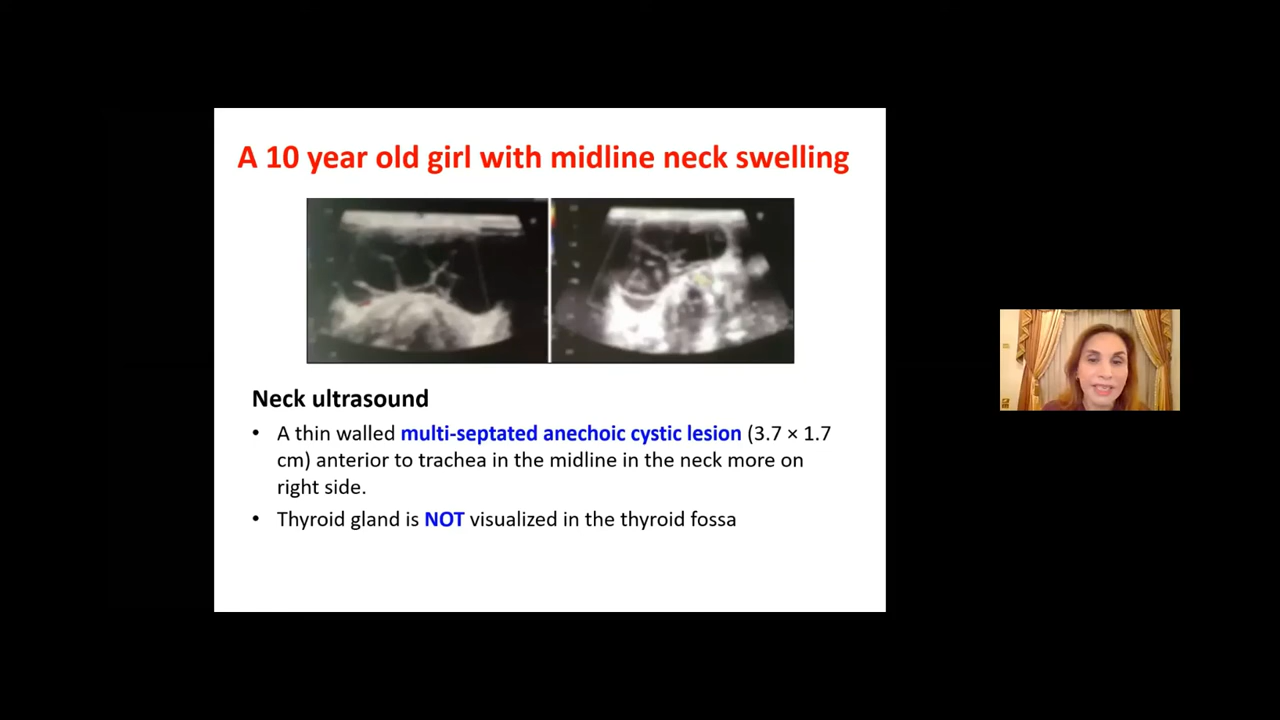 A 10 year old girl with midline neck swelling
Neck ultrasound
• A thin walled multi-septated anechoic cystic lesion (3.7 × 1.7
cm) anterior to trachea in the midline in the neck more on
right side.
• Thyroid gland is NOT visualized in the thyroid fossa